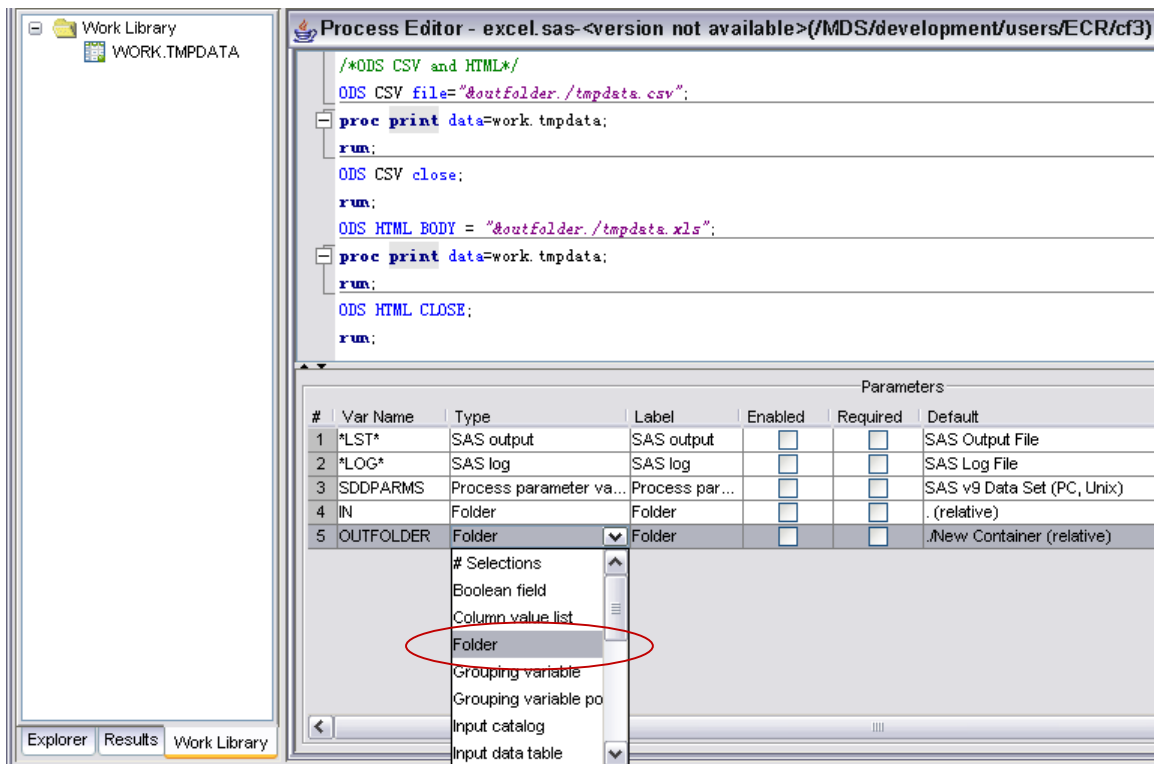 Work Library
WORK.TMPDATA
Process Editor - excel.sas-<version not available>(/MDS/development/users/ECR/cf3)
/*ODS CSV and HTML*/
ODS CSV file="&outfolder./tmpdata.csv";
proc print data=work.tmpdata;
run;
ODS CSV close;
run;
ODS HTML BODY = "&outfolder./tmpdata.xls";
proc print data=work.tmpdata;
run;
ODS HTML CLOSE;
run;
Parameters
# Var Name Type Label Enabled Required Default
1 *LST* SAS output SAS output SAS Output File
2 *LOG* SAS log SAS log SAS Log File
3 SDDPARMS Process parameter va... Process par... SAS v9 Data Set (PC, Unix)
4 IN Folder Folder . (relative)
5 OUTFOLDER Folder Folder ./New Container (relative)
# Selections
Boolean field
Column value list
Folder
Grouping variable
Grouping variable po
Input catalog
Input data table
Explorer Results Work Library